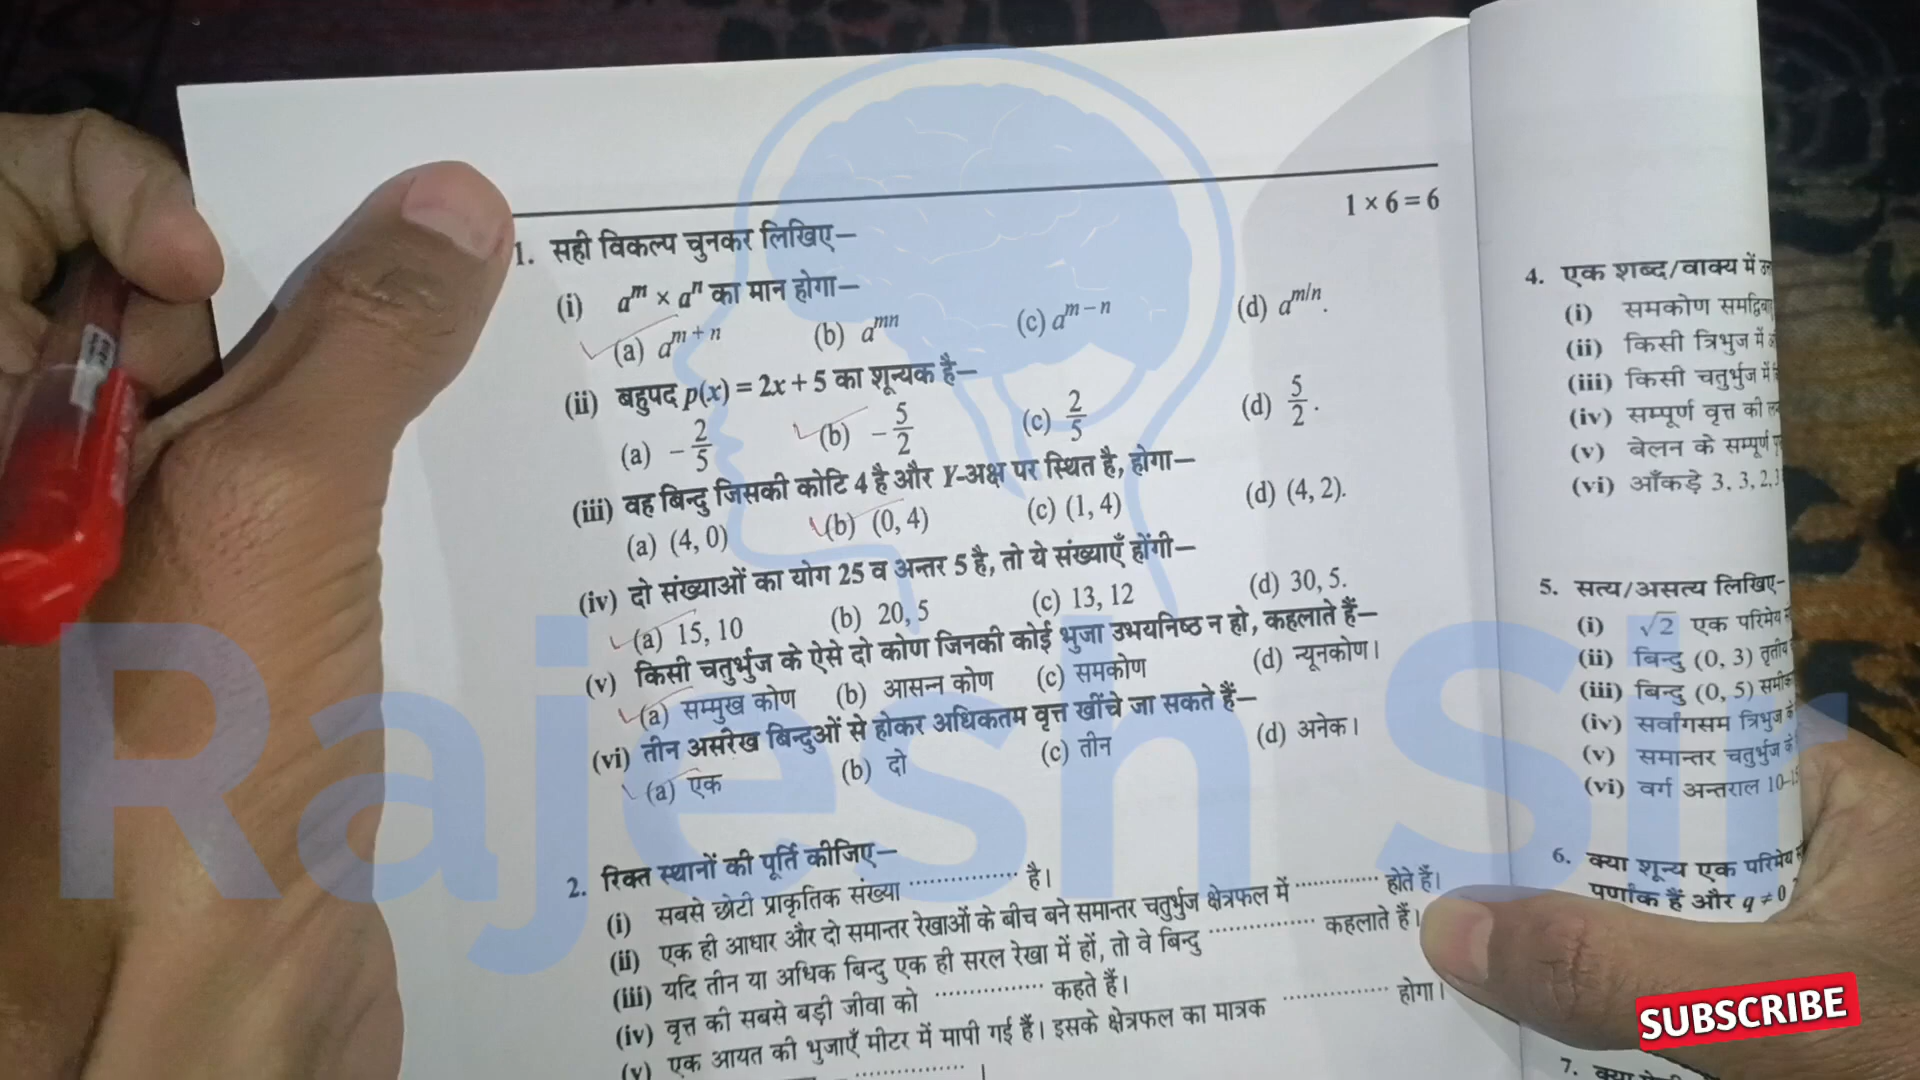 1 × 6 = 6
1. सही विकल्प चुनकर लिखिए—
(i) a^m × a^n का मान होगा—
(a) a^{m+n} (b) a^{mn} (c) a^{m−n} (d) a^{m/n}.
(ii) बहुपद p(x) = 2x + 5 का शून्यक है—
(a) −2/5 (b) −5/2 (c) 2/5 (d) 5/2.
(iii) वह बिन्दु जिसकी कोटि 4 है और Y-अक्ष पर स्थित है, होगा—
(a) (4, 0) (b) (0, 4) (c) (1, 4) (d) (4, 2).
(iv) दो संख्याओं का योग 25 व अन्तर 5 है, तो ये संख्याएँ होंगी—
(a) 15, 10 (b) 20, 5 (c) 13, 12 (d) 30, 5.
(v) किसी चतुर्भुज के ऐसे दो कोण जिनकी कोई भुजा उभयनिष्ठ न हो, कहलाते हैं—
(a) सम्मुख कोण (b) आसन्न कोण (c) समकोण (d) न्यूनकोण।
(vi) तीन असंरेख बिन्दुओं से होकर अधिकतम वृत्त खींचे जा सकते हैं—
(a) एक (b) दो (c) तीन (d) अनेक।
2. रिक्त स्थानों की पूर्ति कीजिए—
(i) सबसे छोटी प्राकृतिक संख्या ................ है।
(ii) एक ही आधार और दो समान्तर रेखाओं के बीच बने समान्तर चतुर्भुज क्षेत्रफल में ............ होते हैं।
(iii) यदि तीन या अधिक बिन्दु एक ही सरल रेखा में हों, तो वे बिन्दु ................ कहलाते हैं।
(iv) वृत्त की सबसे बड़ी जीवा को ................ कहते हैं।
(v) एक आयत की भुजाएँ मीटर में मापी गई हैं। इसके क्षेत्रफल का मात्रक ................ होगा।
4. एक शब्द/वाक्य में
(i) समकोण
(ii) किसी त्रिभुज में
(iii) किसी चतुर्भुज में
(iv) सम्पूर्ण वृत्त की
(v) बेलन के सम्पूर्ण
(vi) आँकड़े 3, 3, 2,
5. सत्य/असत्य लिखिए—
(i) √2 एक परिमेय
(ii) बिन्दु (0, 3) तृतीय
(iii) बिन्दु (0, 5)
(iv) सर्वांगसम त्रिभुज
(v) समान्तर चतुर्भुज
(vi) वर्ग अन्तराल 10–
6. क्या शून्य एक परिमेय
पूर्णांक हैं और q ≠ 0
7. क्या
Rajesh Sir
SUBSCRIBE